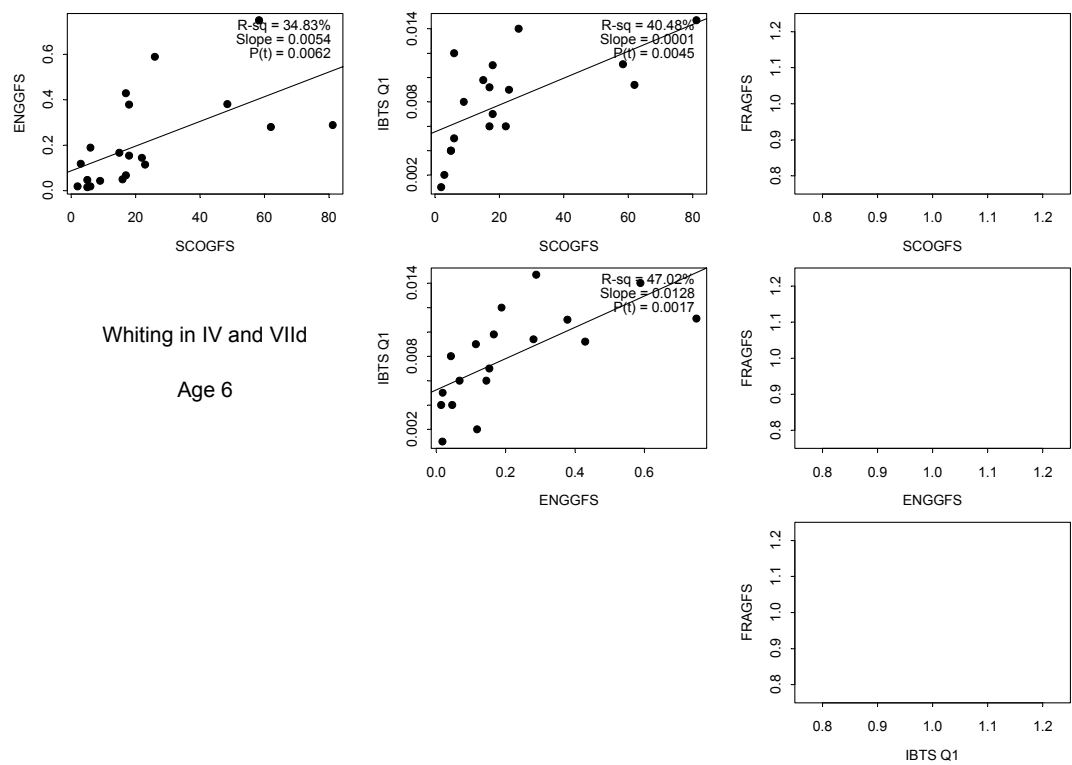 R-sq = 34.83%
Slope = 0.0054
P(t) = 0.0062
ENGGFS
0.0 0.2 0.4 0.6
0 20 40 60 80
SCOGFS
R-sq = 40.48%
Slope = 0.0001
P(t) = 0.0045
IBTS Q1
0.002 0.008 0.014
0 20 40 60 80
SCOGFS
FRAGFS
0.8 0.9 1.0 1.1 1.2
0.8 0.9 1.0 1.1 1.2
SCOGFS
Whiting in IV and VIId
Age 6
R-sq = 47.02%
Slope = 0.0128
P(t) = 0.0017
IBTS Q1
0.002 0.008 0.014
0.0 0.2 0.4 0.6
ENGGFS
FRAGFS
0.8 0.9 1.0 1.1 1.2
0.8 0.9 1.0 1.1 1.2
ENGGFS
FRAGFS
0.8 0.9 1.0 1.1 1.2
0.8 0.9 1.0 1.1 1.2
IBTS Q1